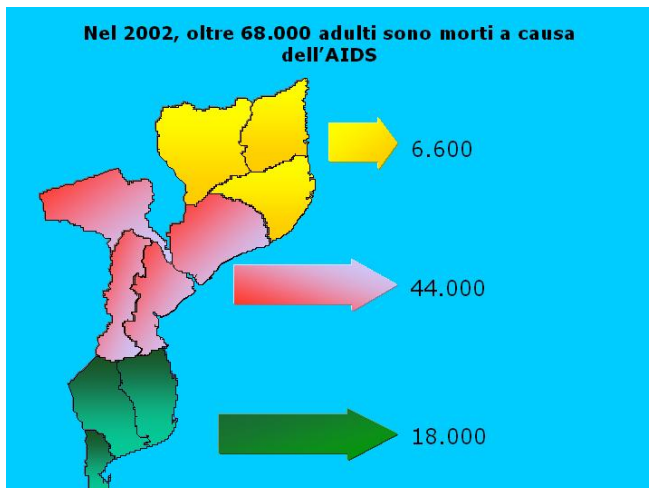 Nel 2002, oltre 68.000 adulti sono morti a causa
dell'AIDS
6.600
44.000
18.000